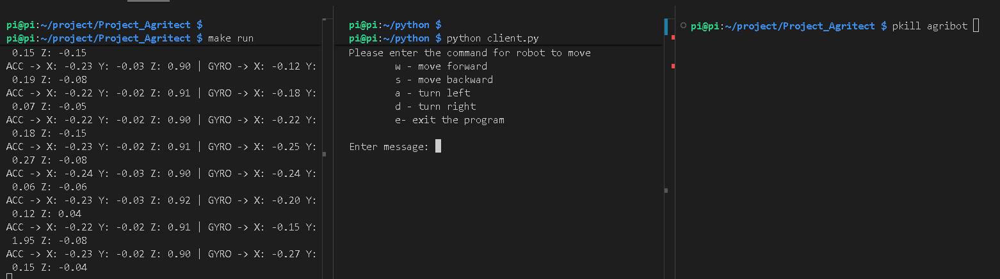 pi@pi:~/project/Project_Agritect $
pi@pi:~/project/Project_Agritect $ make run
0.15 Z: -0.15
ACC -> X: -0.23 Y: -0.03 Z: 0.90 | GYRO -> X: -0.12 Y:
0.19 Z: -0.08
ACC -> X: -0.22 Y: -0.02 Z: 0.91 | GYRO -> X: -0.18 Y:
0.07 Z: -0.05
ACC -> X: -0.22 Y: -0.02 Z: 0.90 | GYRO -> X: -0.22 Y:
0.18 Z: -0.15
ACC -> X: -0.23 Y: -0.02 Z: 0.91 | GYRO -> X: -0.25 Y:
0.27 Z: -0.08
ACC -> X: -0.24 Y: -0.03 Z: 0.90 | GYRO -> X: -0.24 Y:
0.06 Z: -0.06
ACC -> X: -0.23 Y: -0.03 Z: 0.92 | GYRO -> X: -0.20 Y:
0.12 Z: 0.04
ACC -> X: -0.22 Y: -0.02 Z: 0.91 | GYRO -> X: -0.15 Y:
1.95 Z: -0.08
ACC -> X: -0.23 Y: -0.02 Z: 0.90 | GYRO -> X: -0.27 Y:
0.15 Z: -0.04
pi@pi:~/python $
pi@pi:~/python $ python client.py
Please enter the command for robot to move
w - move forward
s - move backward
a - turn left
d - turn right
e- exit the program
Enter message:
pi@pi:~/project/Project_Agritect $ pkill agribot